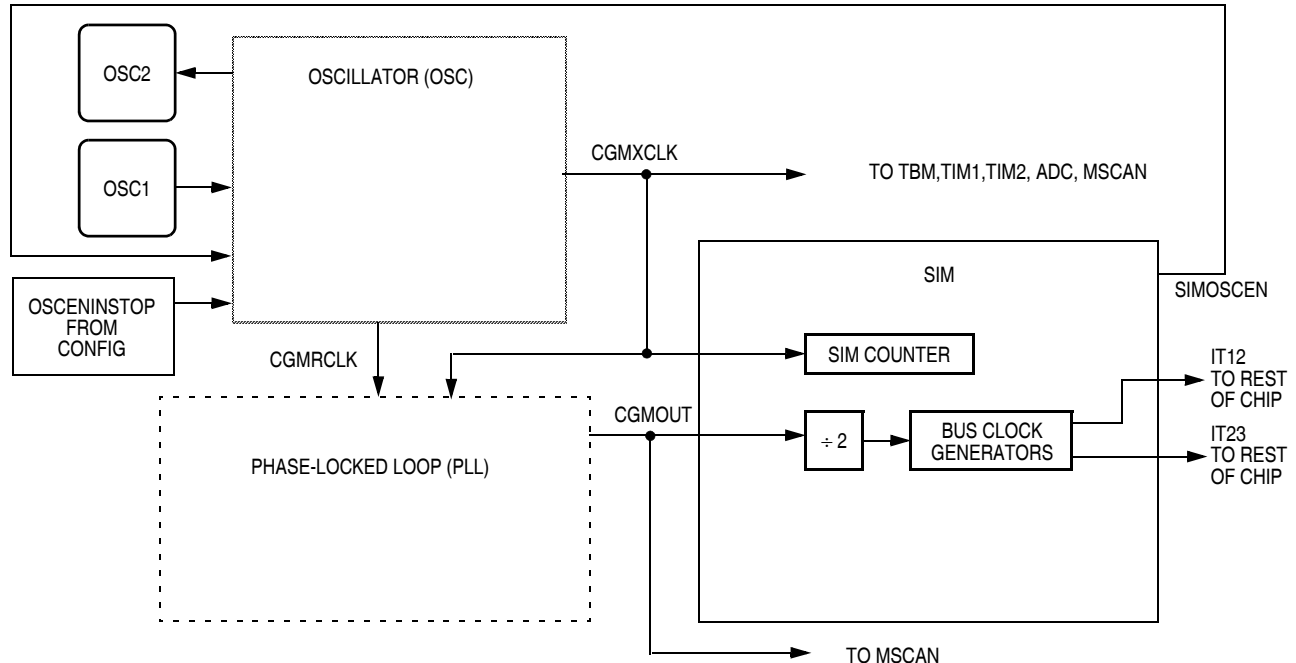 OSC2
OSCILLATOR (OSC)
CGMXCLK
TO TBM,TIM1,TIM2, ADC, MSCAN
OSC1
SIM
SIMOSCEN
OSCENINSTOP
FROM
CONFIG
CGMRCLK
SIM COUNTER
IT12
TO REST
OF CHIP
CGMOUT
÷ 2
BUS CLOCK
GENERATORS
IT23
TO REST
OF CHIP
PHASE-LOCKED LOOP (PLL)
TO MSCAN